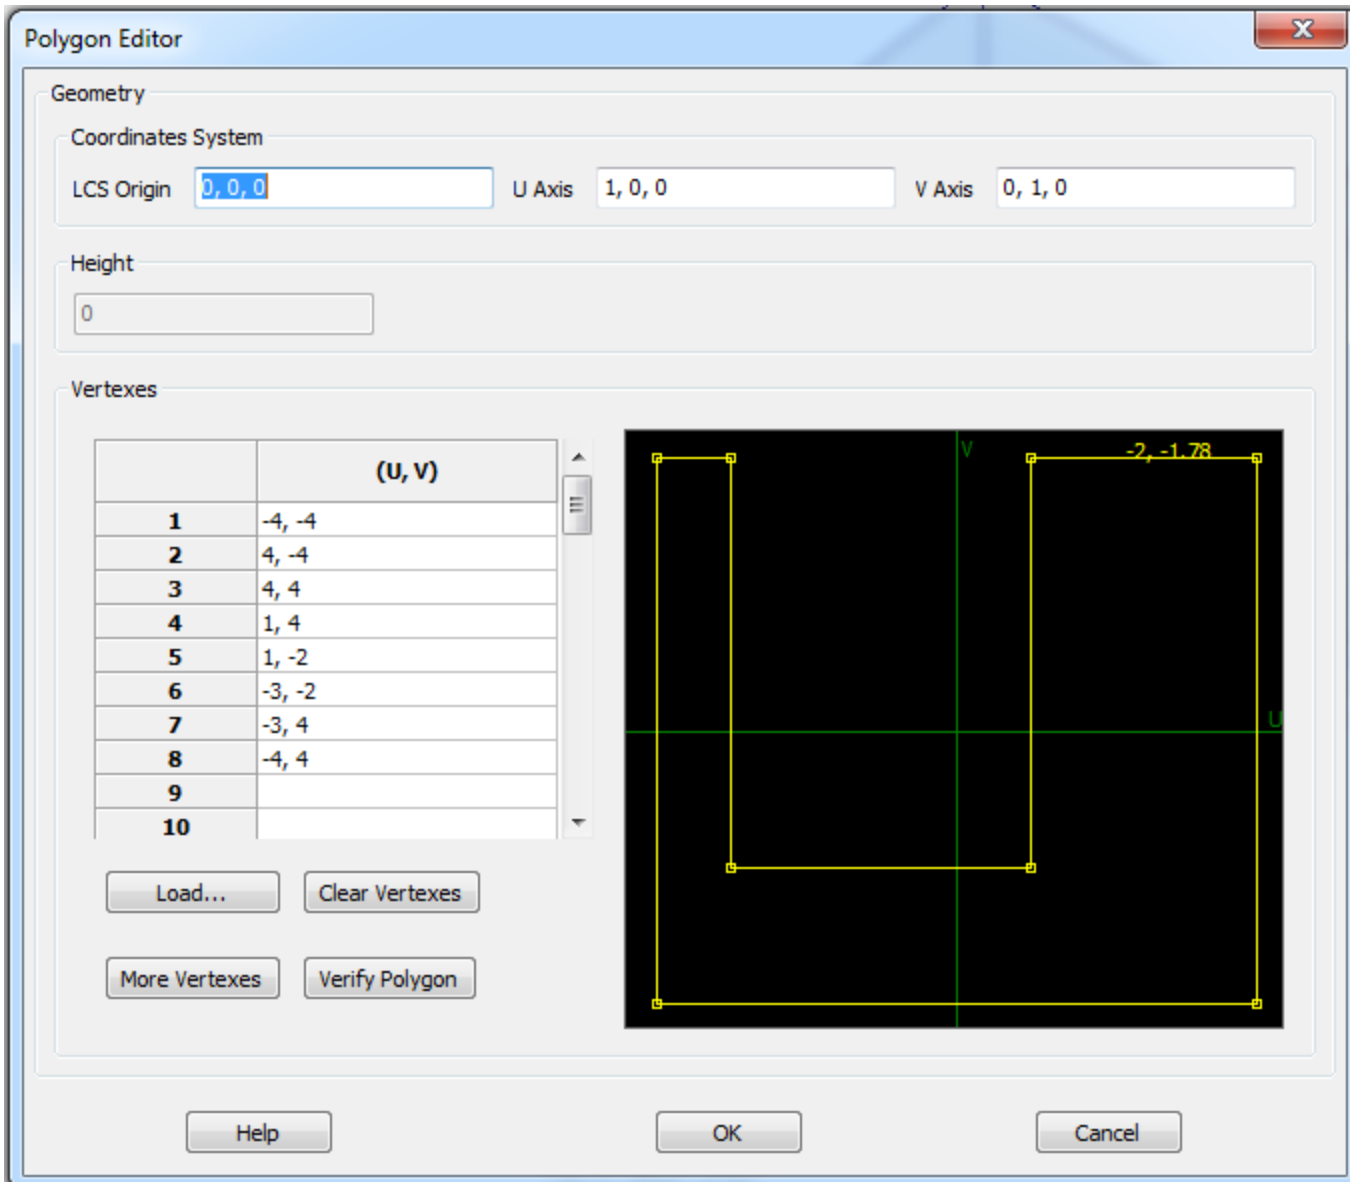 Polygon Editor
Geometry
Coordinates System
LCS Origin 0, 0, 0 U Axis 1, 0, 0 V Axis 0, 1, 0
Height
0
Vertexes
(U, V)
1 -4, -4
2 4, -4
3 4, 4
4 1, 4
5 1, -2
6 -3, -2
7 -3, 4
8 -4, 4
9
10
V -2, -1.78
U
Load... Clear Vertexes
More Vertexes Verify Polygon
Help OK Cancel